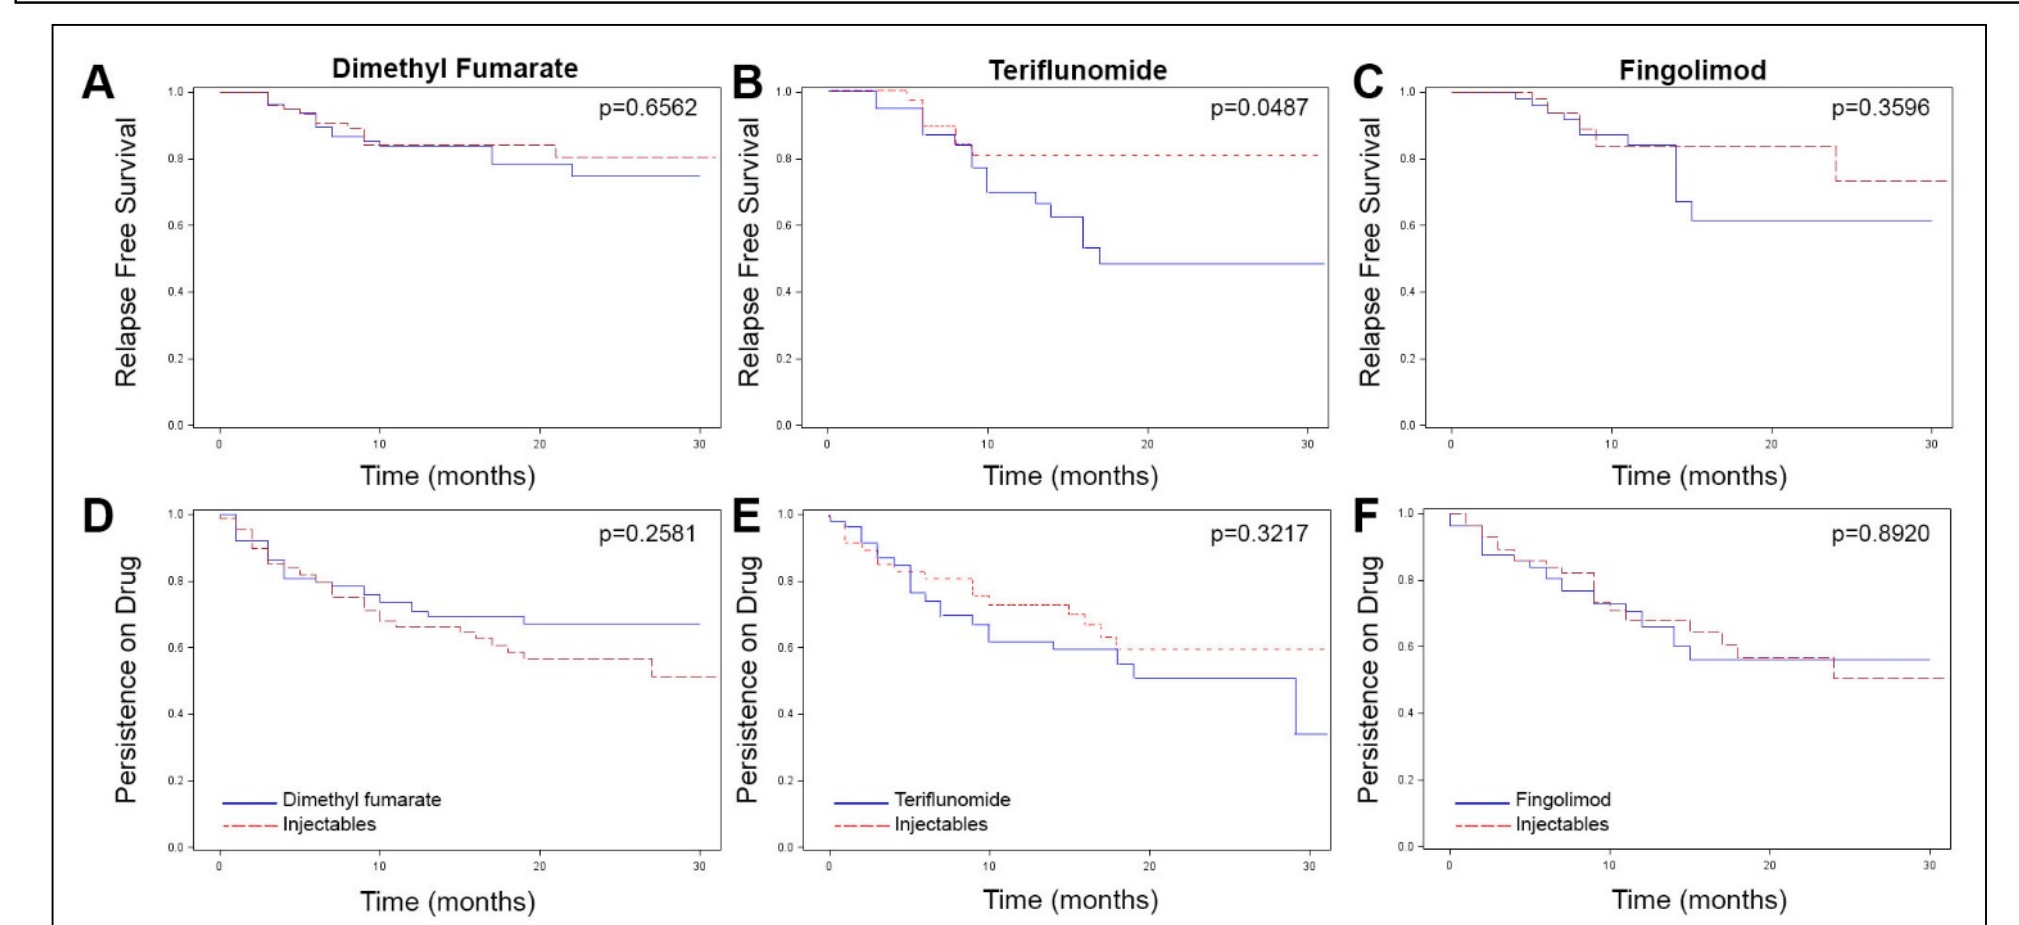 A
Dimethyl Fumarate
p=0.6562
Relapse Free Survival
1.0
0.8
0.6
0.4
0.2
0.0
0 10 20 30
Time (months)
B
Teriflunomide
p=0.0487
Relapse Free Survival
1.0
0.8
0.6
0.4
0.2
0.0
0 10 20 30
Time (months)
C
Fingolimod
p=0.3596
Relapse Free Survival
1.0
0.8
0.6
0.4
0.2
0.0
0 10 20 30
Time (months)
D
p=0.2581
Persistence on Drug
1.0
0.8
0.6
0.4
0.2
0.0
Dimethyl fumarate
Injectables
0 10 20 30
Time (months)
E
p=0.3217
Persistence on Drug
1.0
0.8
0.6
0.4
0.2
0.0
Teriflunomide
Injectables
0 10 20 30
Time (months)
F
p=0.8920
Persistence on Drug
1.0
0.8
0.6
0.4
0.2
0.0
Fingolimod
Injectables
0 10 20 30
Time (months)